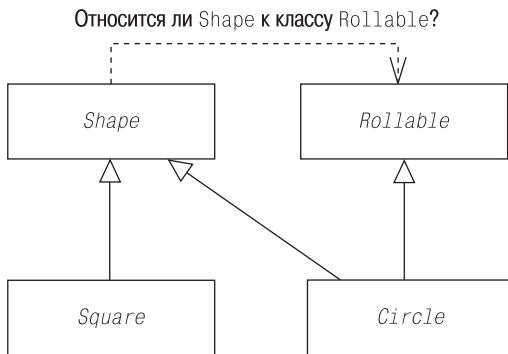 Относится ли Shape к классу Rollable?
Shape
Rollable
Square
Circle